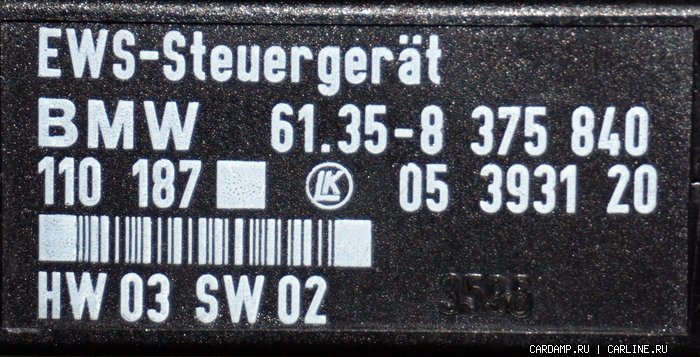 EWS-Steuergerät
BMW 61.35-8 375 840
110 187 LK 05 3931 20
HW 03 SW 02
CARDAMP.RU | CARLINE.RU